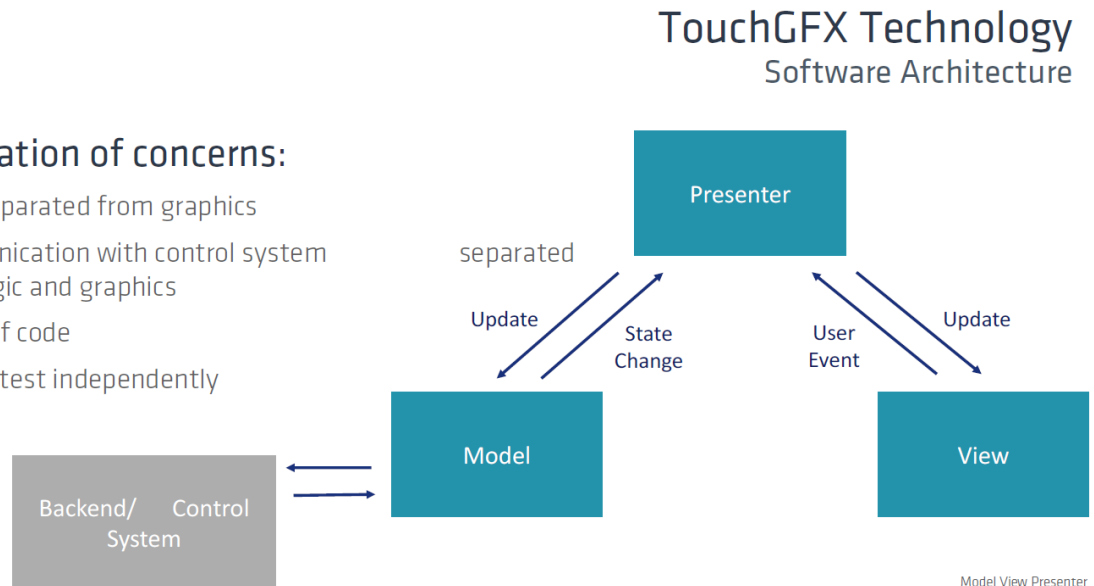 TouchGFX Technology
Software Architecture
ation of concerns:
parated from graphics
nication with control system separated
gic and graphics
f code
test independently
Presenter
Update
State
Change
User
Event
Update
Model
View
Backend/ Control
System
Model View Presenter